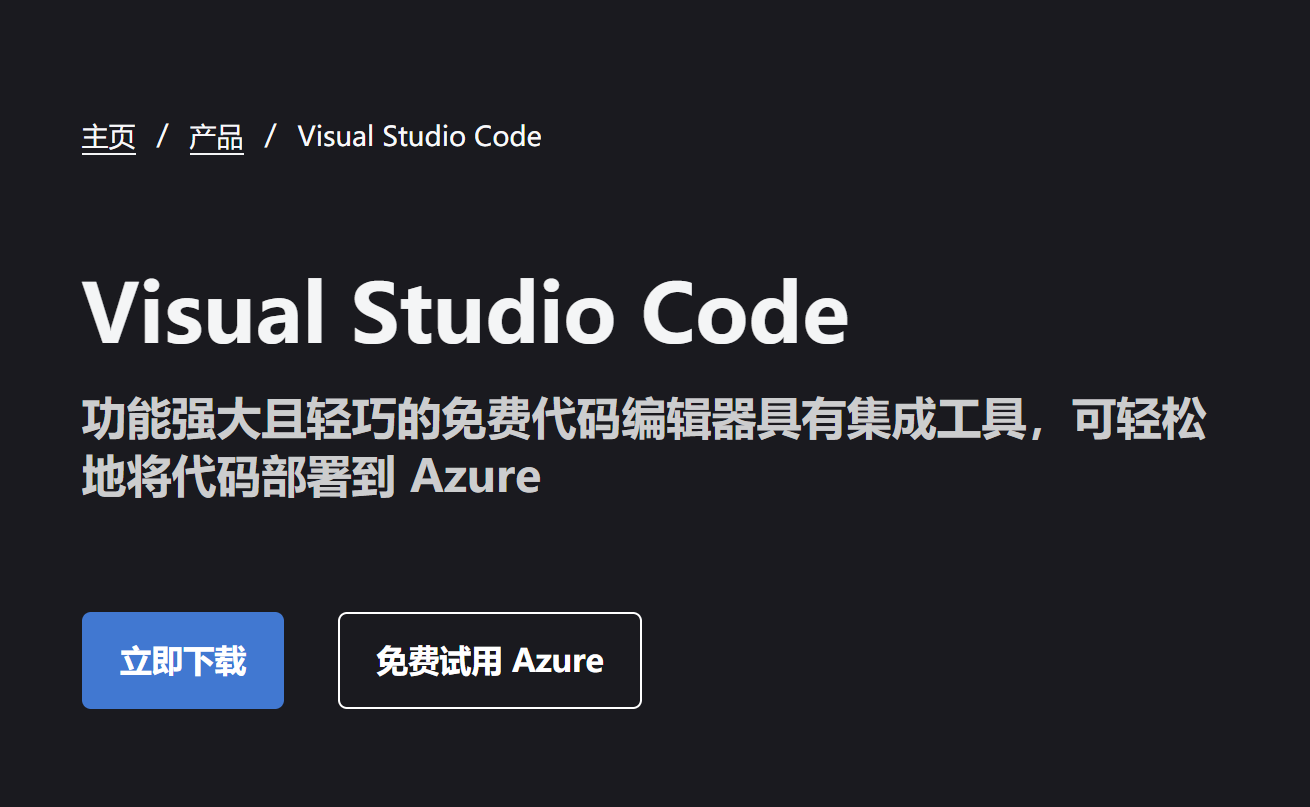 主页 / 产品 / Visual Studio Code
Visual Studio Code
功能强大且轻巧的免费代码编辑器具有集成工具，可轻松
地将代码部署到 Azure
立即下载 免费试用 Azure